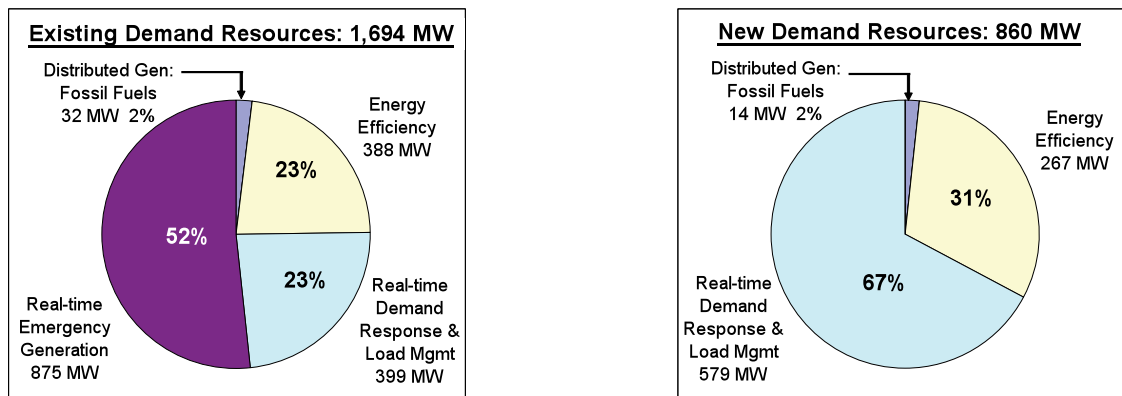 Existing Demand Resources: 1,694 MW
Distributed Gen:
Fossil Fuels
32 MW 2%
Energy
Efficiency
388 MW
23%
52%
23%
Real-time
Emergency
Generation
875 MW
Real-time
Demand
Response &
Load Mgmt
399 MW
New Demand Resources: 860 MW
Distributed Gen:
Fossil Fuels
14 MW 2%
Energy
Efficiency
267 MW
31%
67%
Real-time
Demand
Response &
Load Mgmt
579 MW